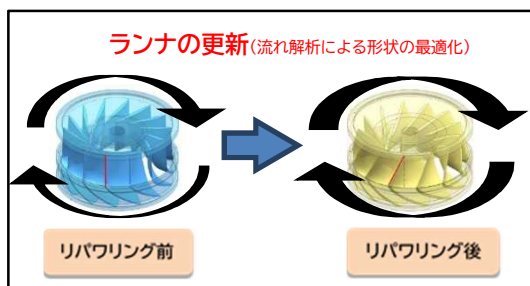 ランナの更新(流れ解析による形状の最適化)
リパワリング前
リパワリング後